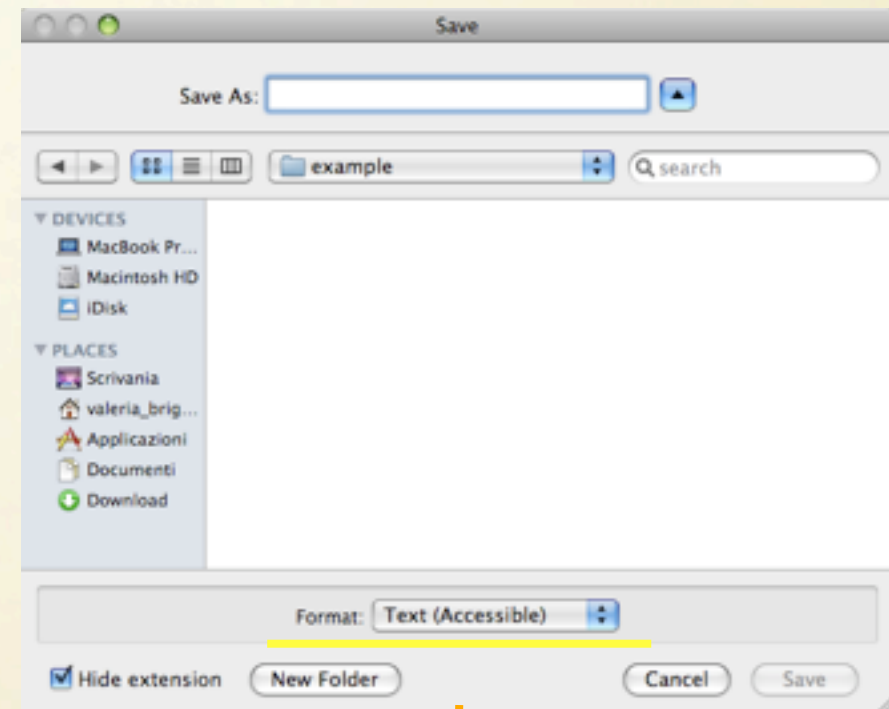 Save
Save As:
example
search
DEVICES
MacBook Pr...
Macintosh HD
iDisk
PLACES
Scrivania
valeria_brig...
Applicazioni
Documenti
Download
Format: Text (Accessible)
Hide extension New Folder Cancel Save